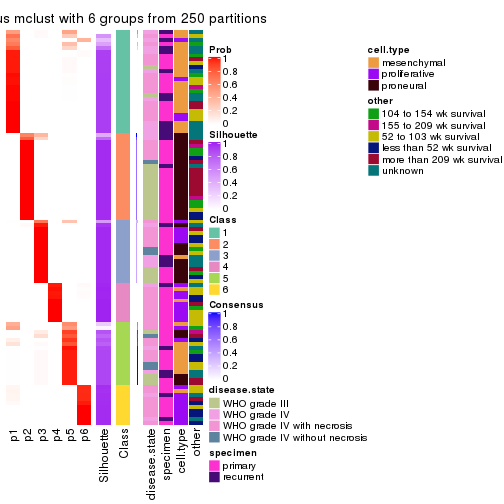 us mclust with 6 groups from 250 partitions
Prob
1
0.8
0.6
0.4
0.2
0
Silhouette
1
0.8
0.6
0.4
0.2
0
Class
1
2
3
4
5
6
Consensus
1
0.8
0.6
0.4
0.2
0
disease.state
WHO grade III
WHO grade IV
WHO grade IV with necrosis
WHO grade IV without necrosis
specimen
primary
recurrent
cell.type
mesenchymal
proliferative
proneural
other
104 to 154 wk survival
155 to 209 wk survival
52 to 103 wk survival
less than 52 wk survival
more than 209 wk survival
unknown
p1
p2
p3
p4
p5
p6
Silhouette
Class
disease.state
specimen
cell.type
other